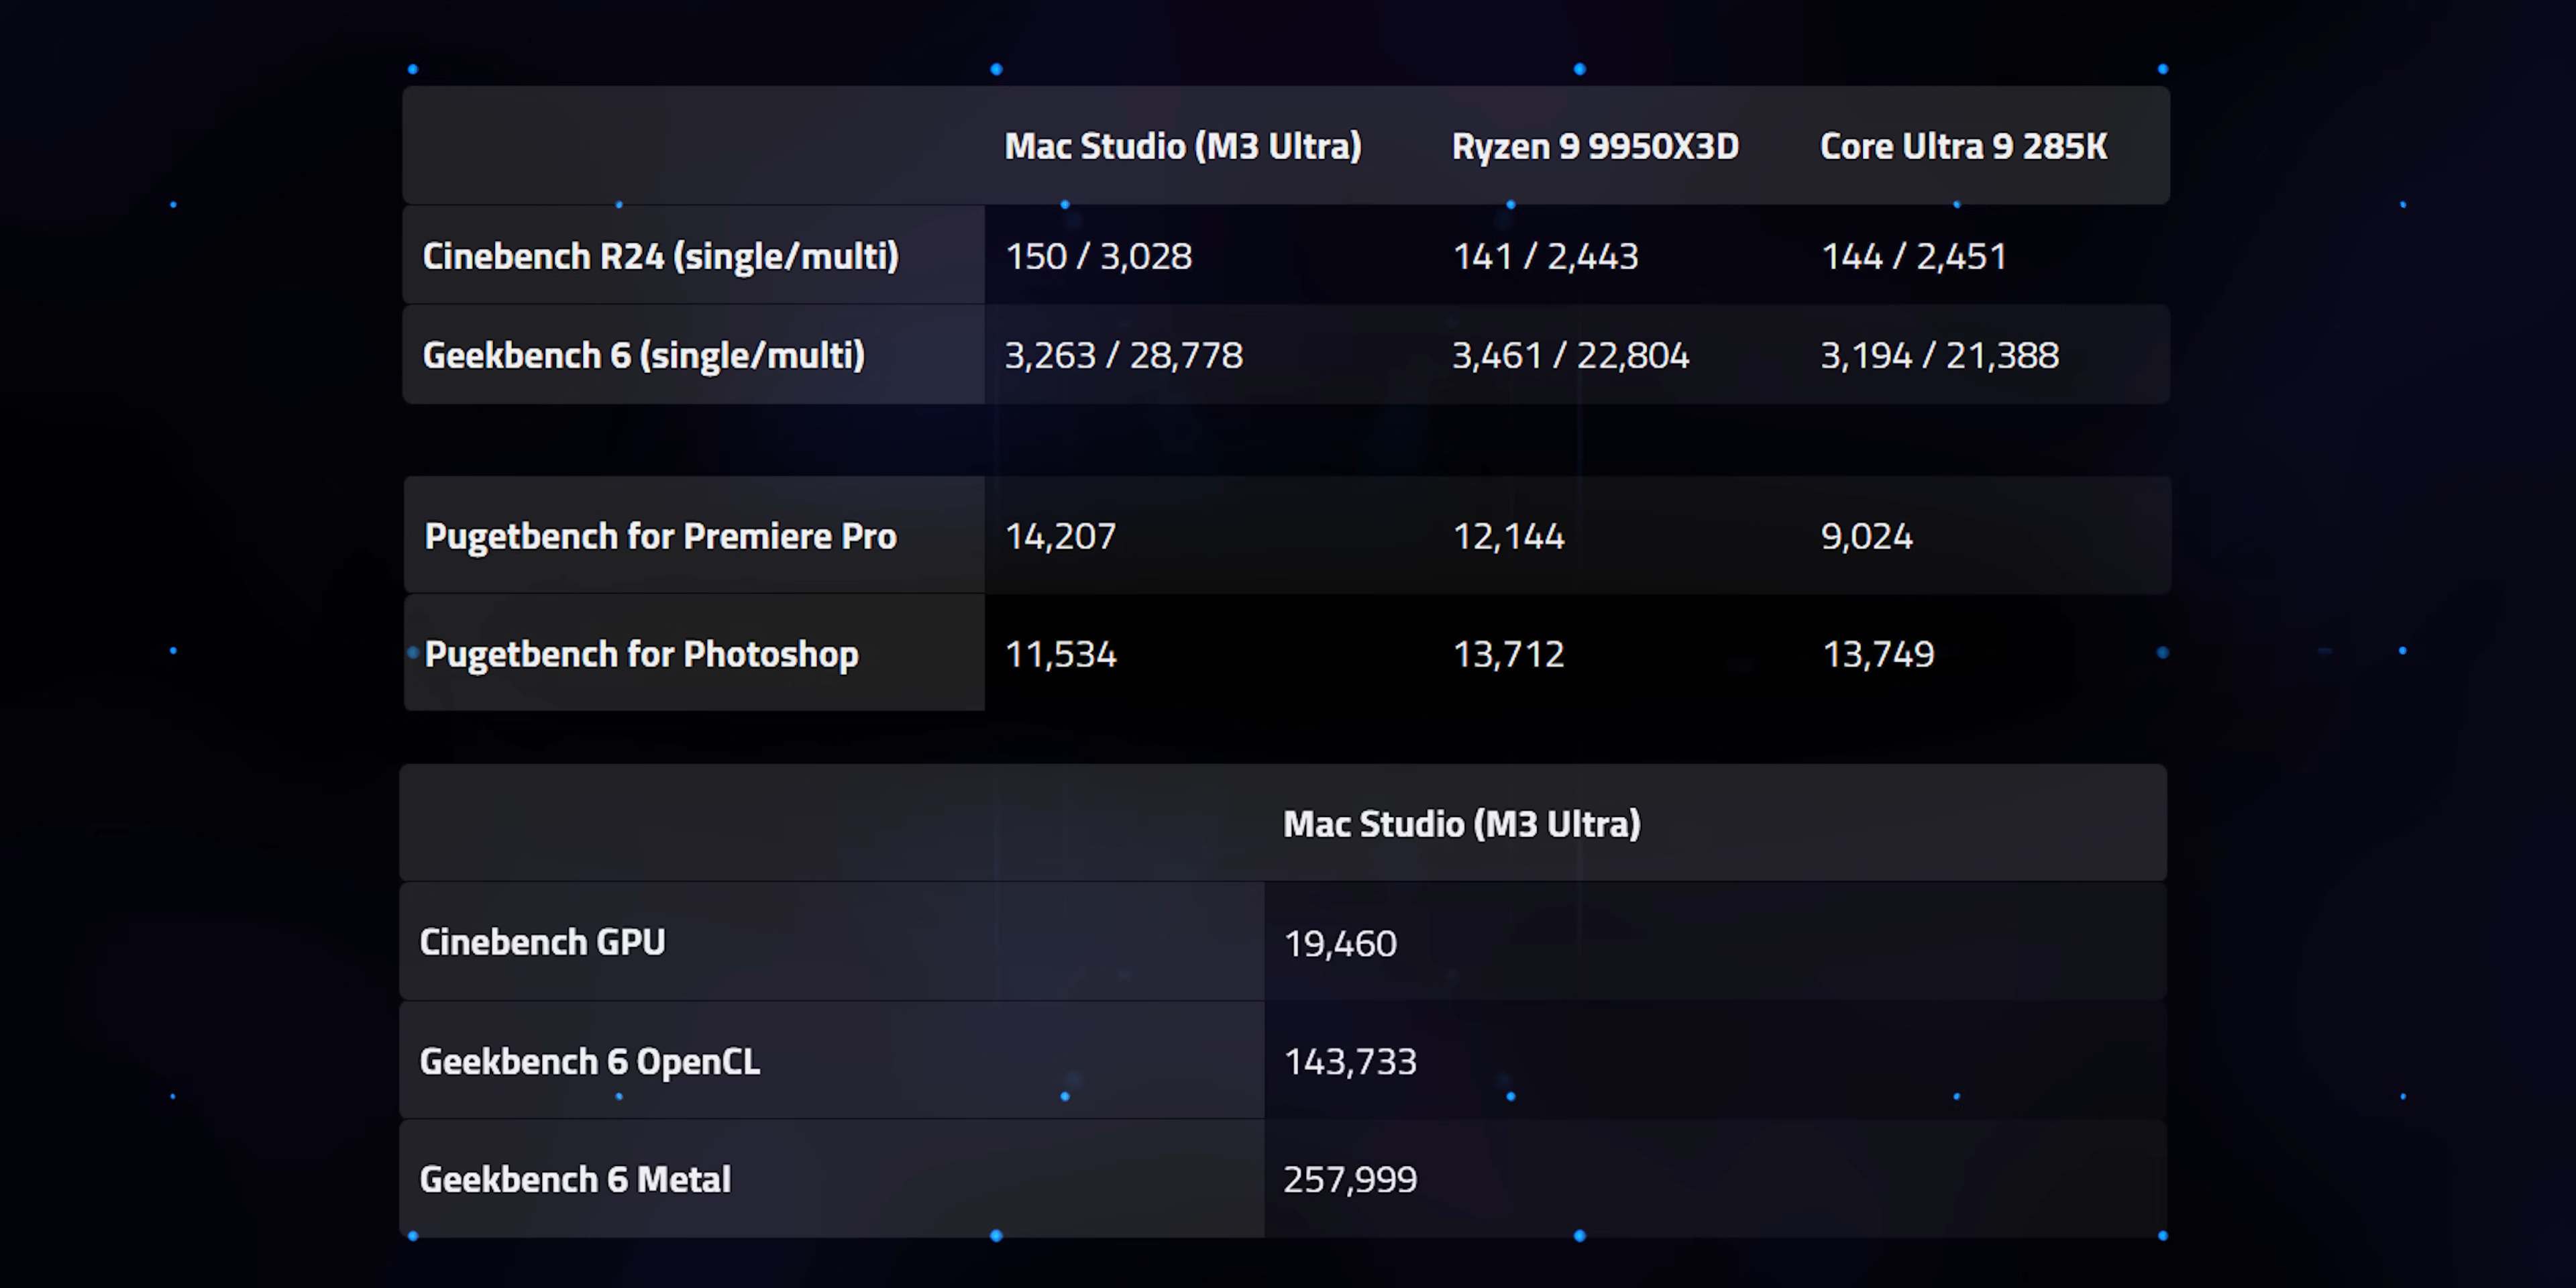 Mac Studio (M3 Ultra) Ryzen 9 9950X3D Core Ultra 9 285K
Cinebench R24 (single/multi) 150 / 3,028 141 / 2,443 144 / 2,451
Geekbench 6 (single/multi) 3,263 / 28,778 3,461 / 22,804 3,194 / 21,388
Pugetbench for Premiere Pro 14,207 12,144 9,024
Pugetbench for Photoshop 11,534 13,712 13,749
Mac Studio (M3 Ultra)
Cinebench GPU 19,460
Geekbench 6 OpenCL 143,733
Geekbench 6 Metal 257,999